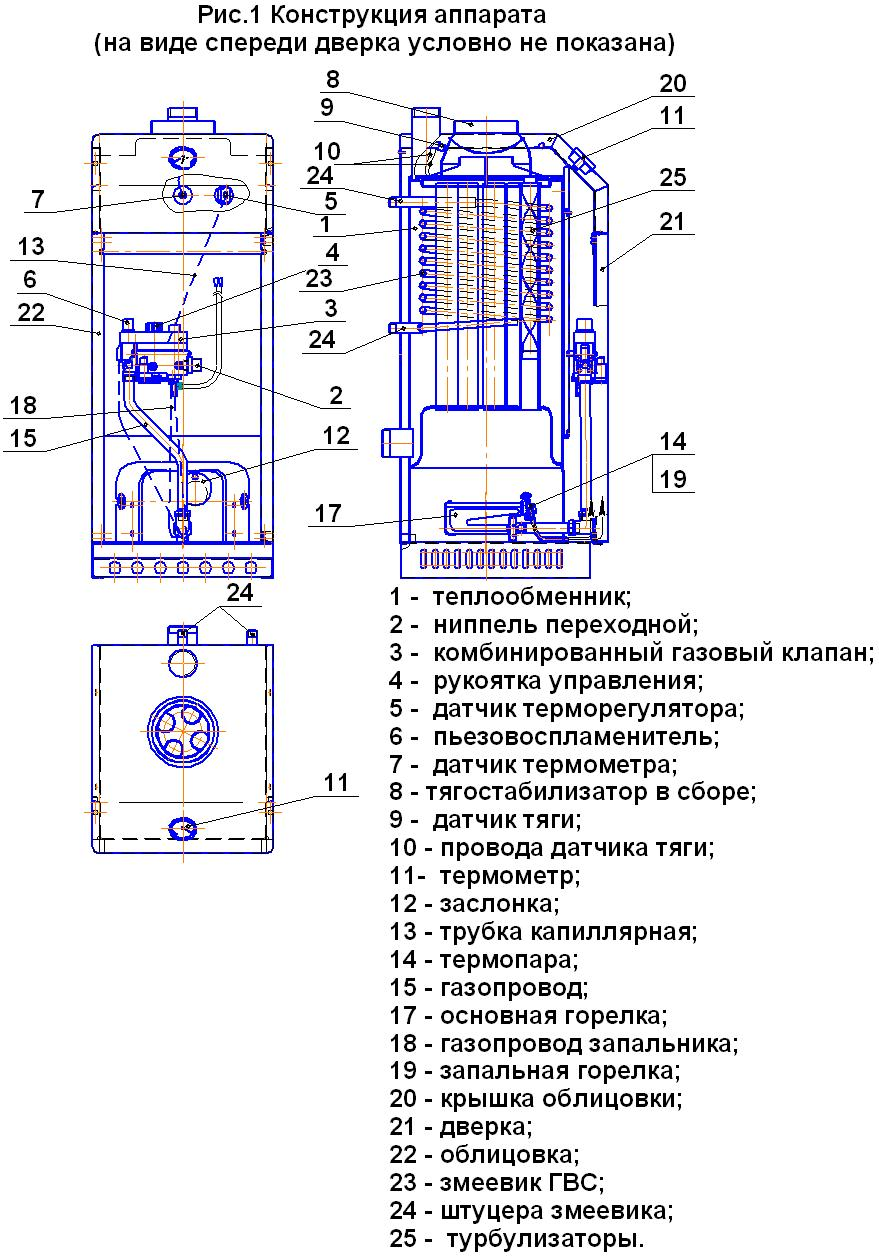 Рис.1 Конструкция аппарата
(на виде спереди дверка условно не показана)
8
9
10
24
1
23
24
20
11
25
21
7
13
6
22
18
15
5
4
3
2
12
17
14
19
24
11
1 - теплообменник;
2 - ниппель переходной;
3 - комбинированный газовый клапан;
4 - рукоятка управления;
5 - датчик терморегулятора;
6 - пьезовоспламенитель;
7 - датчик термометра;
8 - тягостабилизатор в сборе;
9 - датчик тяги;
10 - провода датчика тяги;
11- термометр;
12 - заслонка;
13 - трубка капиллярная;
14 - термопара;
15 - газопровод;
17 - основная горелка;
18 - газопровод запальника;
19 - запальная горелка;
20 - крышка облицовки;
21 - дверка;
22 - облицовка;
23 - змеевик ГВС;
24 - штуцера змеевика;
25 - турбулизаторы.